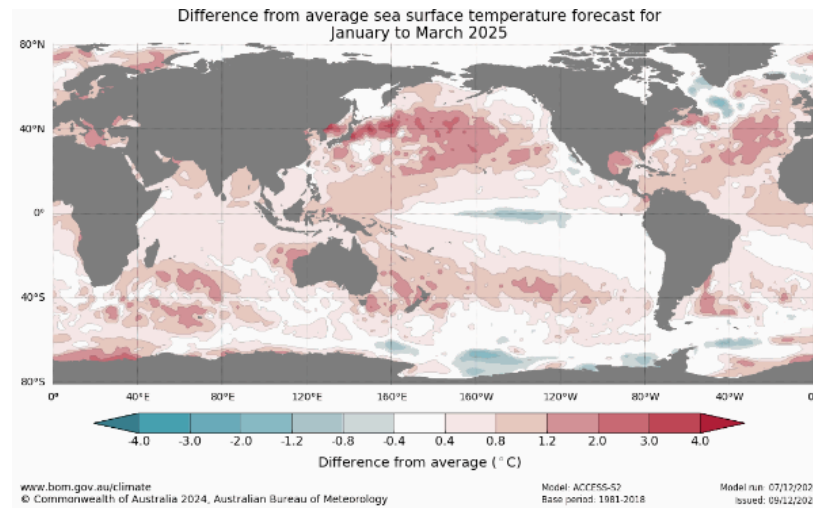 Difference from average sea surface temperature forecast for
January to March 2025
80°N
40°N
0°
40°S
80°S
0° 40°E 80°E 120°E 160°E 160°W 120°W 80°W 40°W 0
-4.0 -3.0 -2.0 -1.2 -0.8 -0.4 0.4 0.8 1.2 2.0 3.0 4.0
Difference from average (°C)
www.bom.gov.au/climate
© Commonwealth of Australia 2024, Australian Bureau of Meteorology
Model: ACCESS-S2
Base period: 1981-2018
Model run: 07/12/202
Issued: 09/12/202